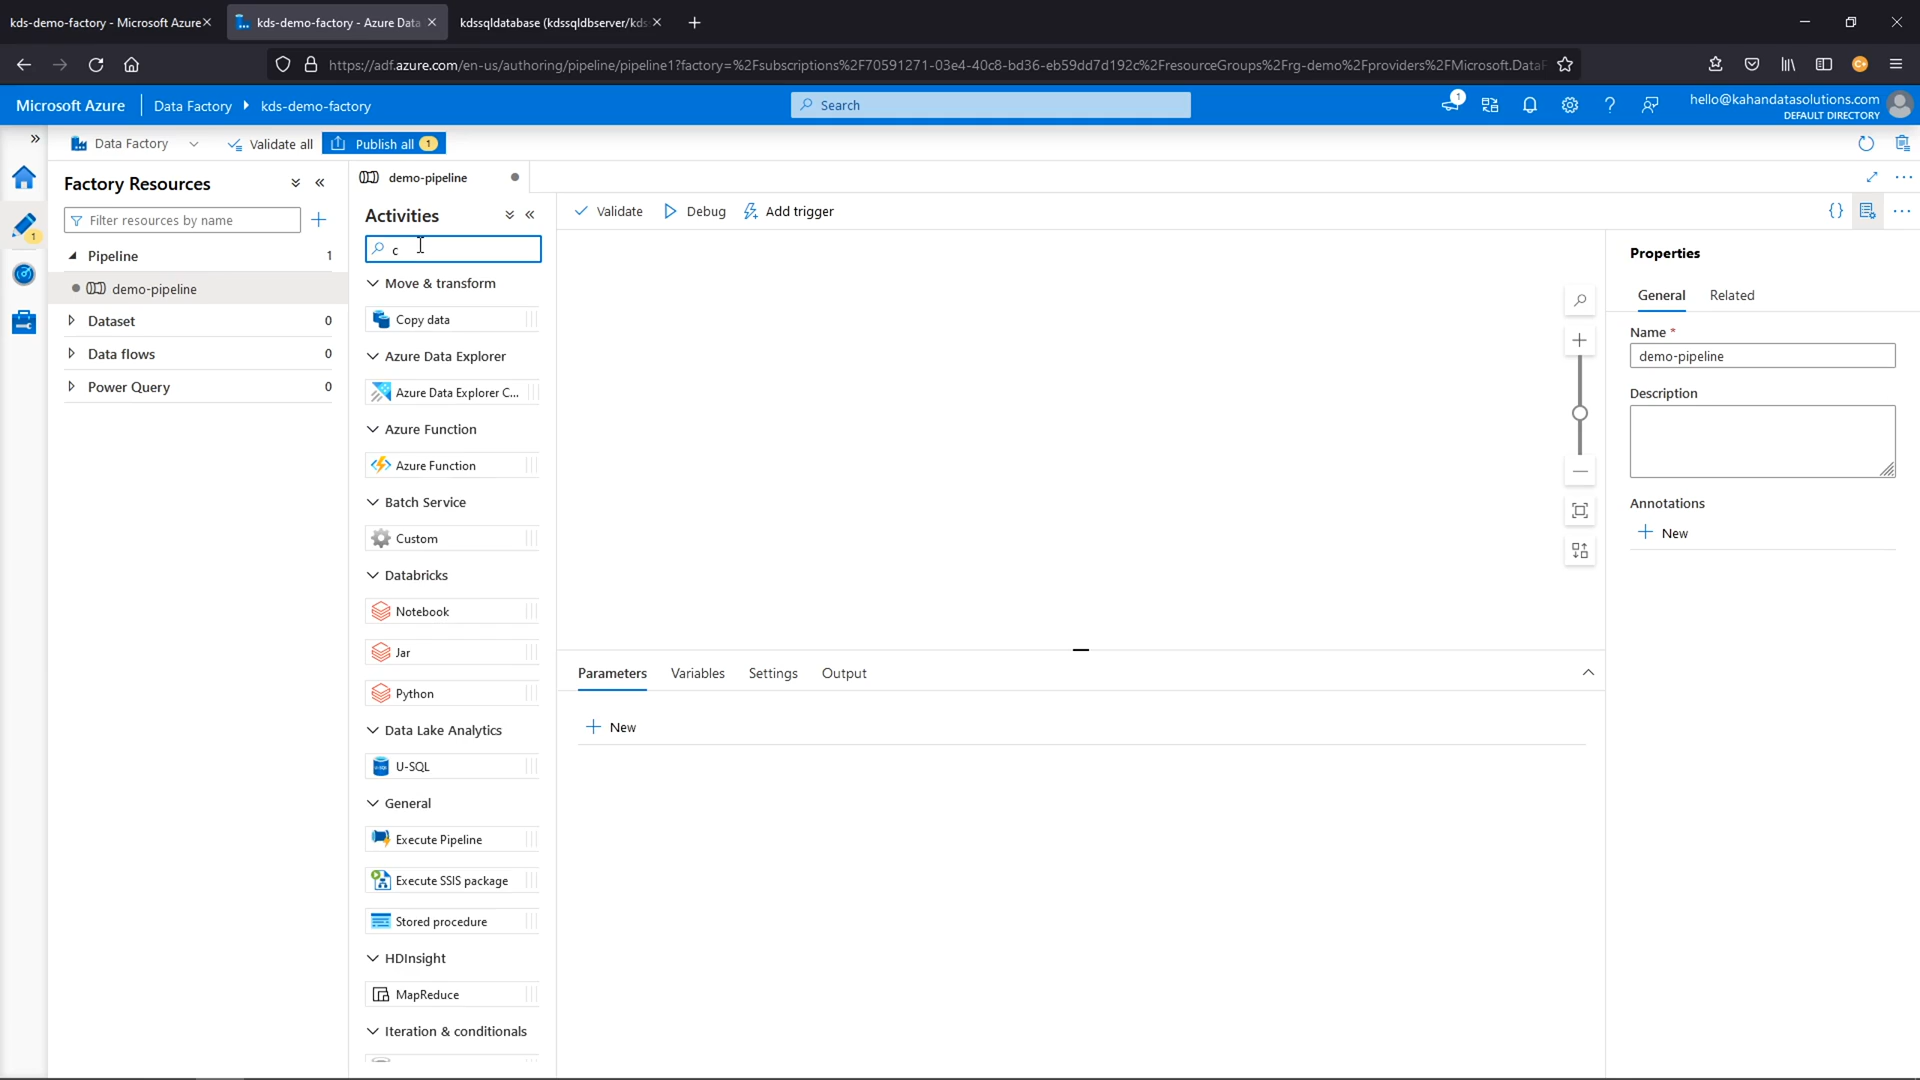 kds-demo-factory - Microsoft Azure
kds-demo-factory - Azure Data
kdssqldatabase (kdssqldbserver/kds
https://adf.azure.com/en-us/authoring/pipeline/pipeline1?factory=%2Fsubscriptions%2F70591271-03e4-40c8-bd36-eb59dd7d192c%2FresourceGroups%2Frg-demo%2Fproviders%2FMicrosoft.DataF
C+
Microsoft Azure
Data Factory
kds-demo-factory
Search
1
hello@kahandatasolutions.com
DEFAULT DIRECTORY
Data Factory
Validate all
Publish all 1
Factory Resources
Filter resources by name
1
Pipeline 1
demo-pipeline
Dataset 0
Data flows 0
Power Query 0
demo-pipeline
Activities
c
Move & transform
Copy data
Azure Data Explorer
Azure Data Explorer C...
Azure Function
Azure Function
Batch Service
Custom
Databricks
Notebook
Jar
Python
Data Lake Analytics
U-SQL
General
Execute Pipeline
Execute SSIS package
Stored procedure
HDInsight
MapReduce
Iteration & conditionals
Validate
Debug
Add trigger
Parameters
Variables
Settings
Output
New
Properties
General
Related
Name *
demo-pipeline
Description
Annotations
New